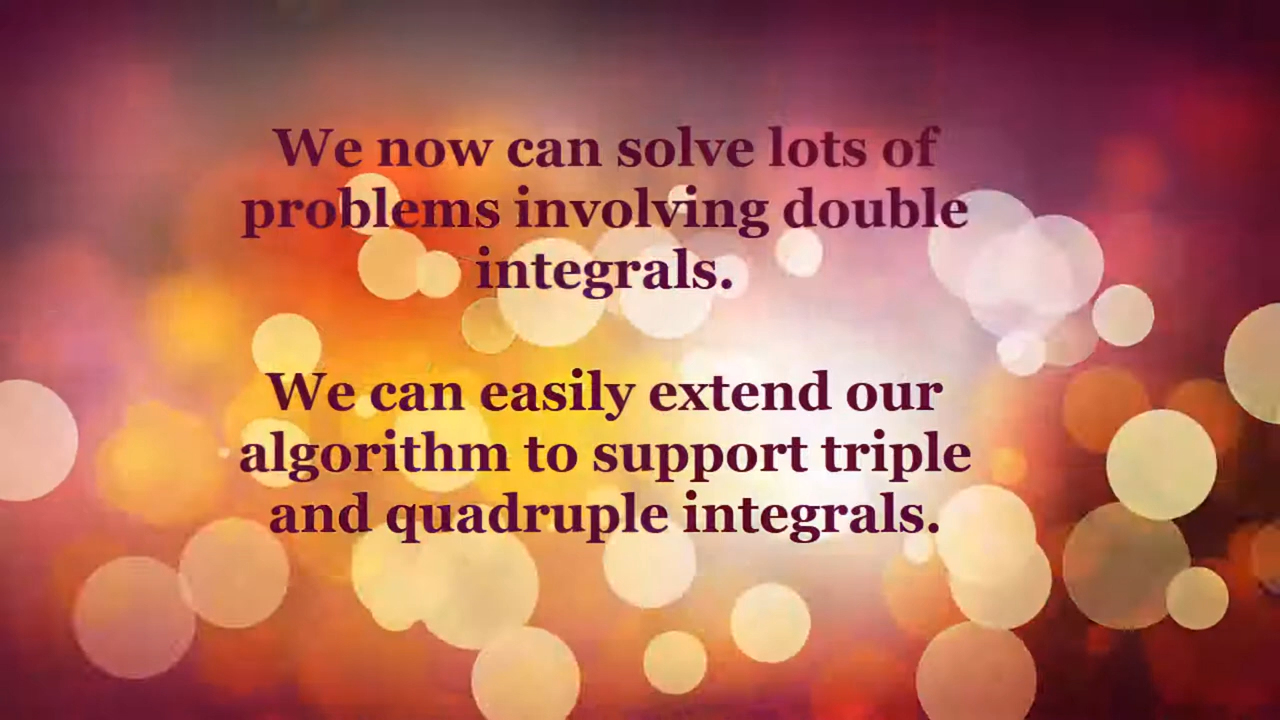 We now can solve lots of
problems involving double
integrals.
We can easily extend our
algorithm to support triple
and quadruple integrals.